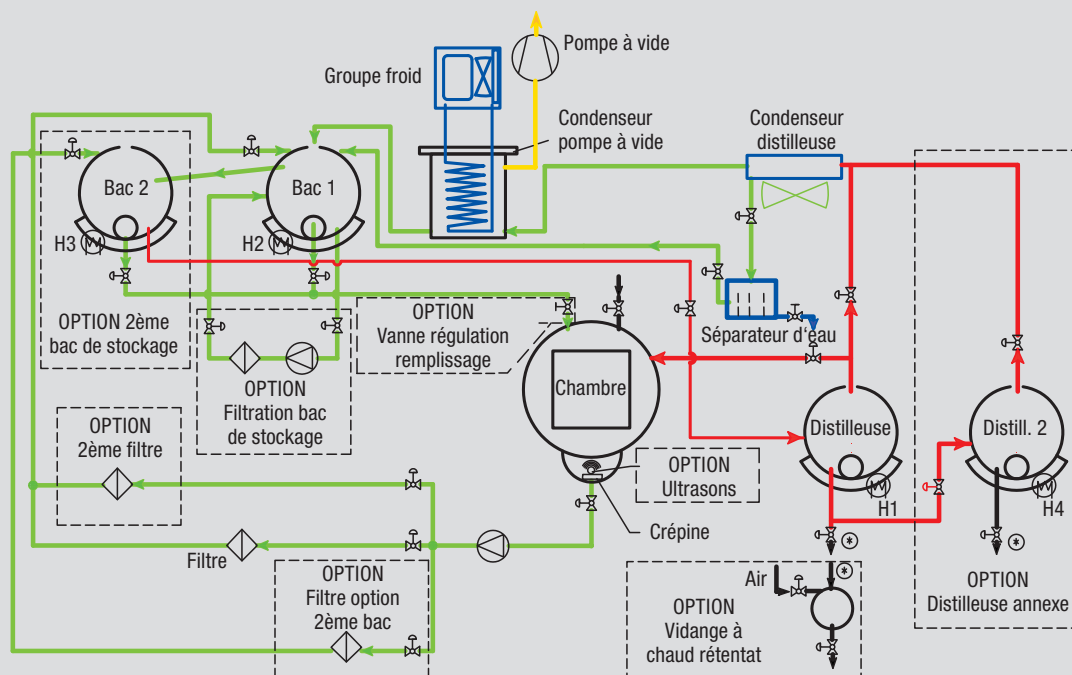 Pompe à vide
Groupe froid
Condenseur
pompe à vide
Condenseur
distilleuse
Bac 2
Bac 1
H3
H2
OPTION 2ème
bac de stockage
OPTION
Vanne régulation
remplissage
Séparateur d'eau
OPTION
Filtration bac
de stockage
Chambre
Distilleuse
Distill. 2
OPTION
2ème filtre
OPTION
Ultrasons
H1
H4
Crépine
Filtre
*
*
*
OPTION
Filtre option
2ème bac
Air
OPTION
Vidange à
chaud rétentat
OPTION
Distilleuse annexe